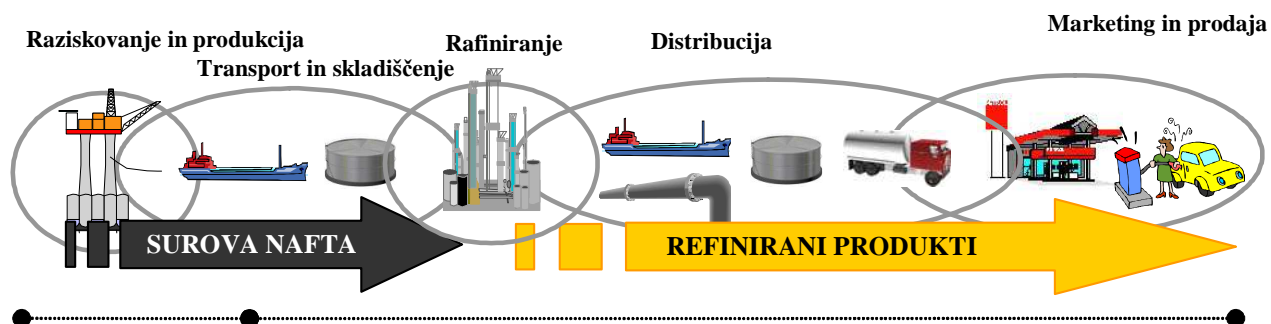 Raziskovanje in produkcija
Transport in skladiščenje
Rafiniranje
Distribucija
Marketing in prodaja
SUROVA NAFTA
REFINIRANI PRODUKTI